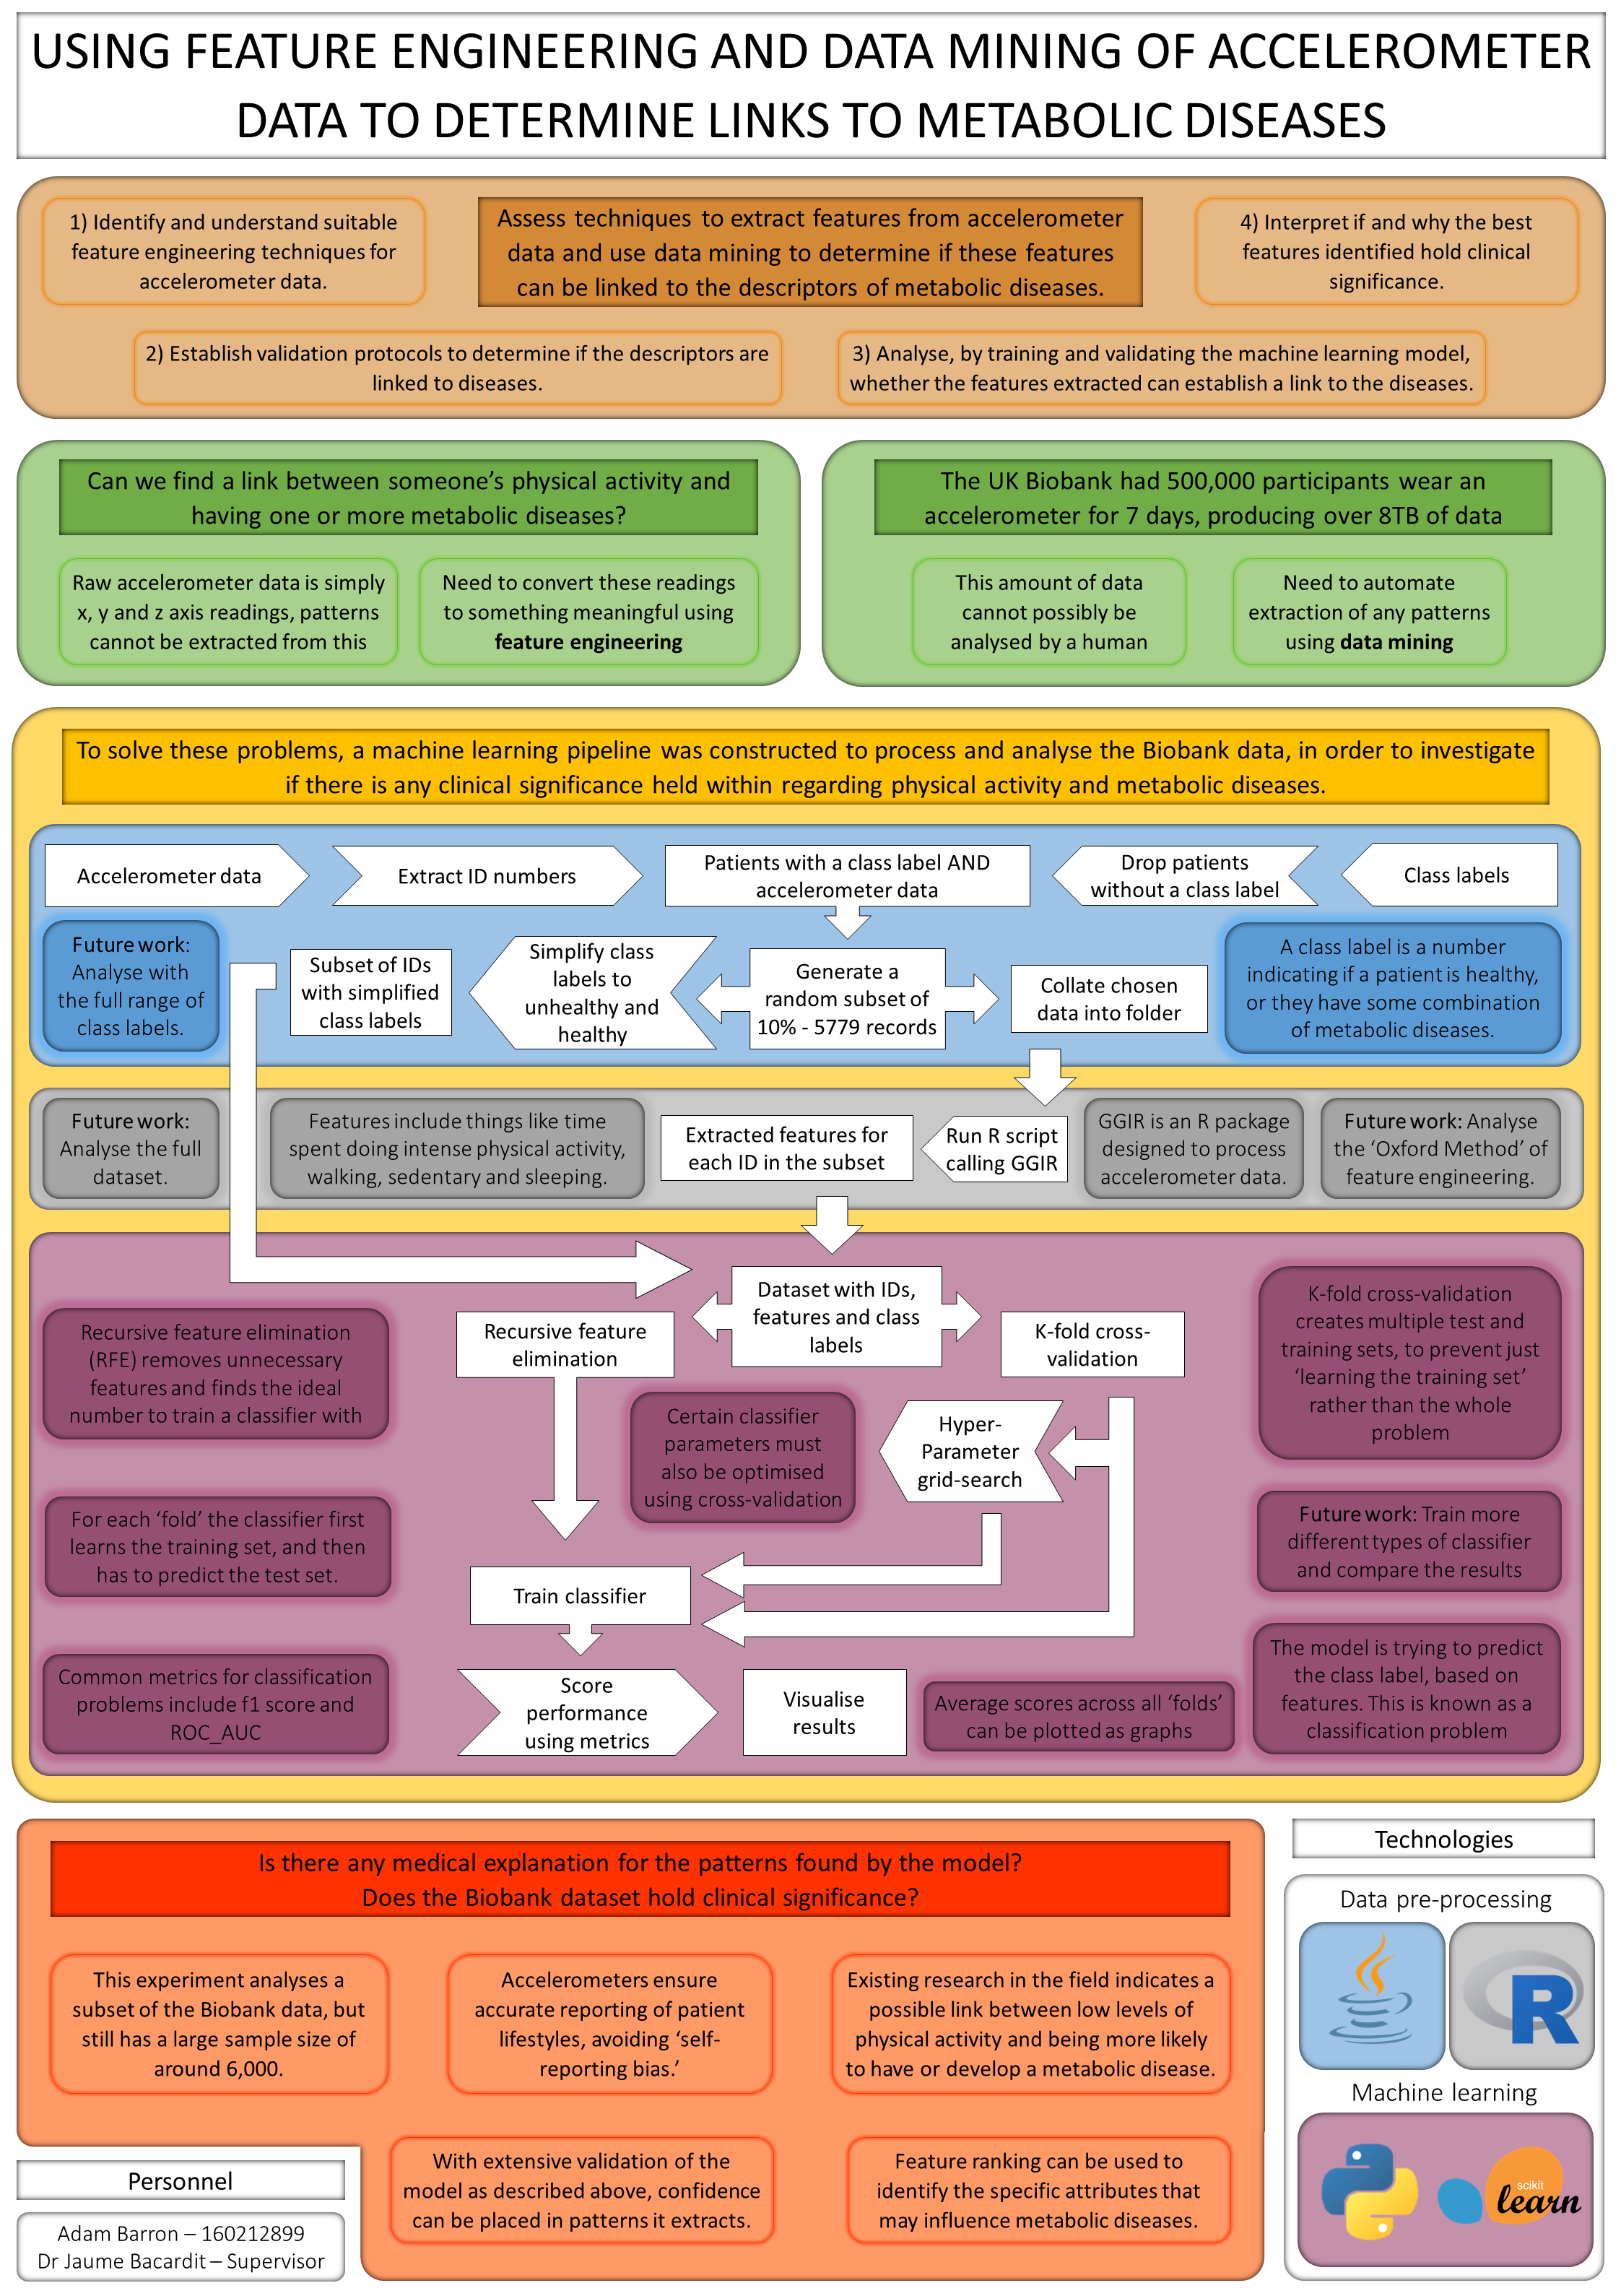 USING FEATURE ENGINEERING AND DATA MINING OF ACCELEROMETER
DATA TO DETERMINE LINKS TO METABOLIC DISEASES
1) Identify and understand suitable
feature engineering techniques for
accelerometer data.
Assess techniques to extract features from accelerometer
data and use data mining to determine if these features
can be linked to the descriptors of metabolic diseases.
4) Interpret if and why the best
features identified hold clinical
significance.
2) Establish validation protocols to determine if the descriptors are
linked to diseases.
3) Analyse, by training and validating the machine learning model,
whether the features extracted can establish a link to the diseases.
Can we find a link between someone’s physical activity and
having one or more metabolic diseases?
Raw accelerometer data is simply
x, y and z axis readings, patterns
cannot be extracted from this
Need to convert these readings
to something meaningful using
feature engineering
The UK Biobank had 500,000 participants wear an
accelerometer for 7 days, producing over 8TB of data
This amount of data
cannot possibly be
analysed by a human
Need to automate
extraction of any patterns
using data mining
To solve these problems, a machine learning pipeline was constructed to process and analyse the Biobank data, in order to investigate
if there is any clinical significance held within regarding physical activity and metabolic diseases.
Accelerometer data
Extract ID numbers
Patients with a class label AND
accelerometer data
Drop patients
without a class label
Class labels
Future work:
Analyse with
the full range of
class labels.
Subset of IDs
with simplified
class labels
Simplify class
labels to
unhealthy and
healthy
Generate a
random subset of
10% - 5779 records
Collate chosen
data into folder
A class label is a number
indicating if a patient is healthy,
or they have some combination
of metabolic diseases.
Future work:
Analyse the full
dataset.
Features include things like time
spent doing intense physical activity,
walking, sedentary and sleeping.
Extracted features for
each ID in the subset
Run R script
calling GGIR
GGIR is an R package
designed to process
accelerometer data.
Future work: Analyse
the ‘Oxford Method’ of
feature engineering.
Dataset with IDs,
features and class
labels
Recursive feature
elimination
K-fold cross-
validation
Recursive feature elimination
(RFE) removes unnecessary
features and finds the ideal
number to train a classifier with
K-fold cross-validation
creates multiple test and
training sets, to prevent just
‘learning the training set’
rather than the whole
problem
Certain classifier
parameters must
also be optimised
using cross-validation
Hyper-
Parameter
grid-search
For each ‘fold’ the classifier first
learns the training set, and then
has to predict the test set.
Future work: Train more
different types of classifier
and compare the results
Train classifier
Common metrics for classification
problems include f1 score and
ROC_AUC
Score
performance
using metrics
Visualise
results
Average scores across all ‘folds’
can be plotted as graphs
The model is trying to predict
the class label, based on
features. This is known as a
classification problem
Is there any medical explanation for the patterns found by the model?
Does the Biobank dataset hold clinical significance?
This experiment analyses a
subset of the Biobank data, but
still has a large sample size of
around 6,000.
Accelerometers ensure
accurate reporting of patient
lifestyles, avoiding ‘self-
reporting bias.’
Existing research in the field indicates a
possible link between low levels of
physical activity and being more likely
to have or develop a metabolic disease.
With extensive validation of the
model as described above, confidence
can be placed in patterns it extracts.
Feature ranking can be used to
identify the specific attributes that
may influence metabolic diseases.
Personnel
Adam Barron – 160212899
Dr Jaume Bacardit – Supervisor
Technologies
Data pre-processing
R
Machine learning
scikit
learn